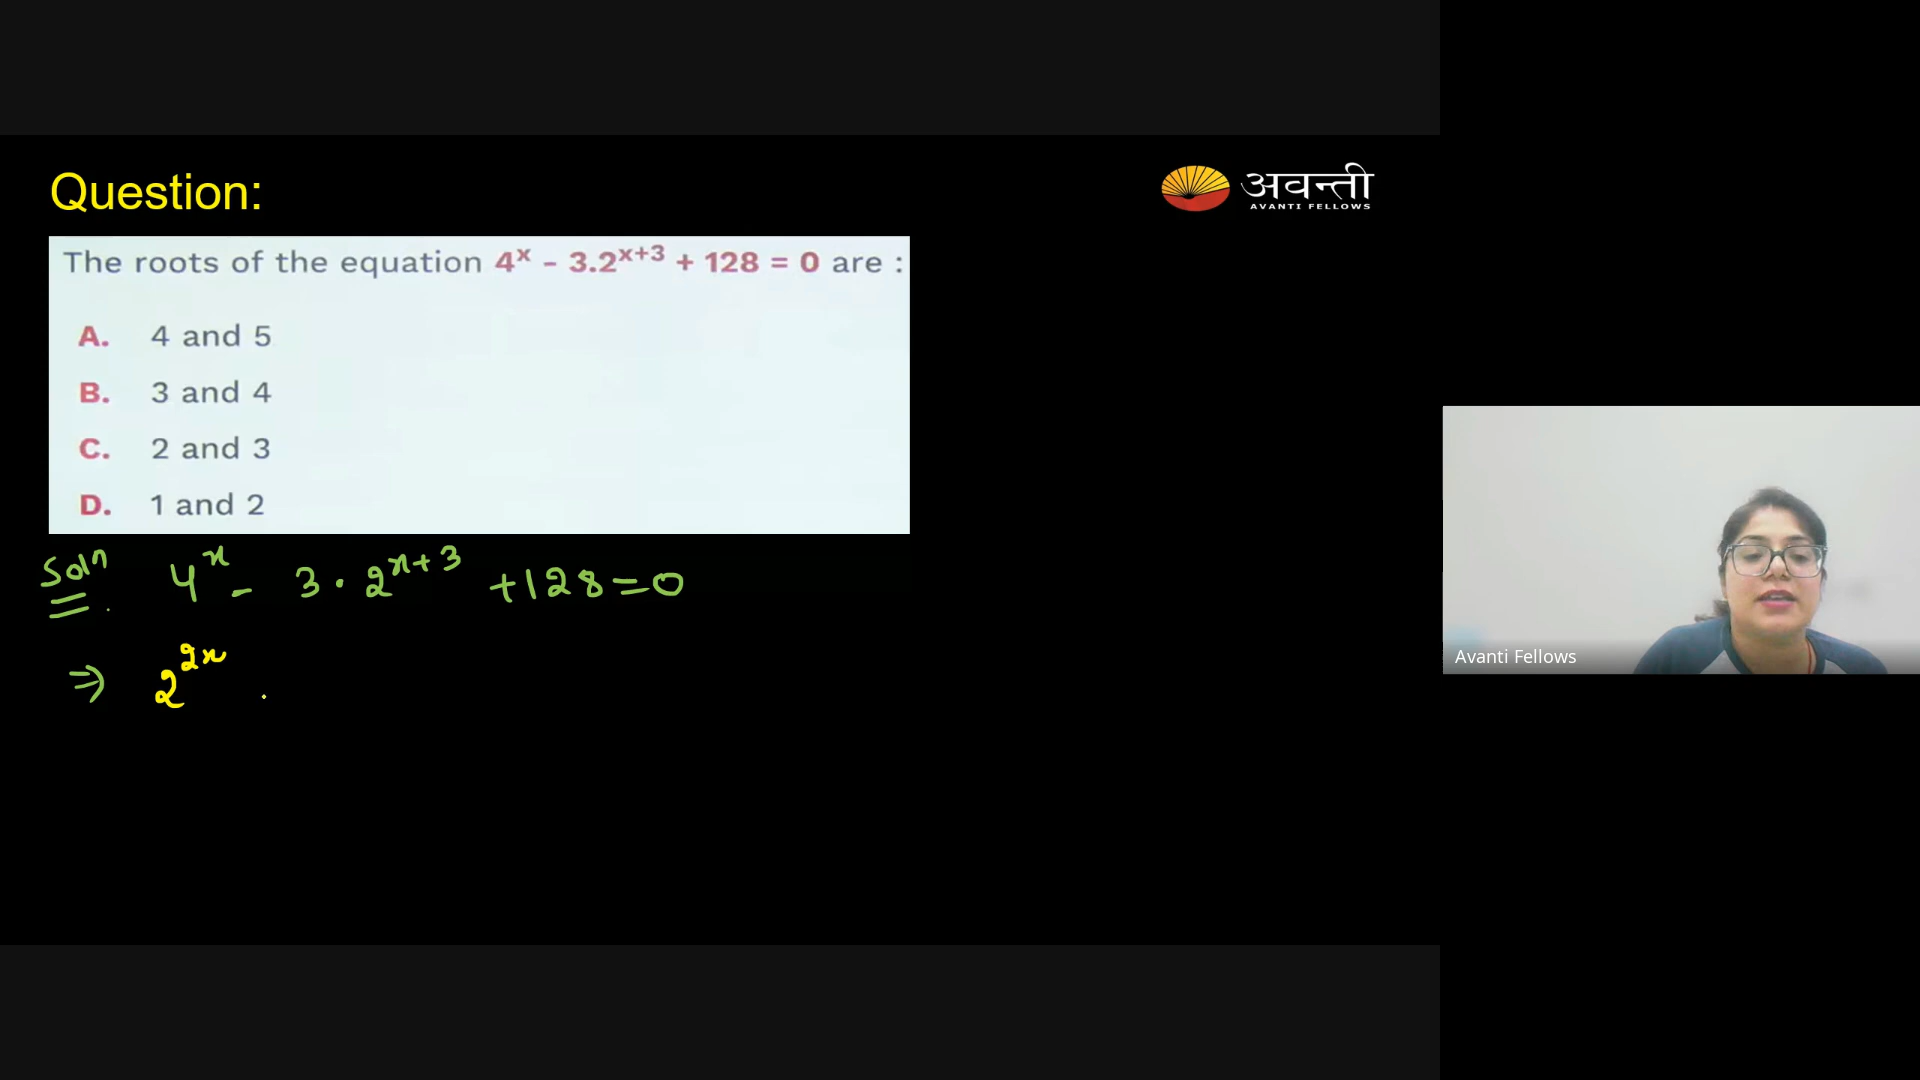 Question:
अवन्ती
AVANTI FELLOWS
The roots of the equation 4ˣ - 3.2ˣ⁺³ + 128 = 0 are :
A. 4 and 5
B. 3 and 4
C. 2 and 3
D. 1 and 2
Soln 4ˣ - 3 · 2ˣ⁺³ + 128 = 0
⇒ 2²ˣ
Avanti Fellows